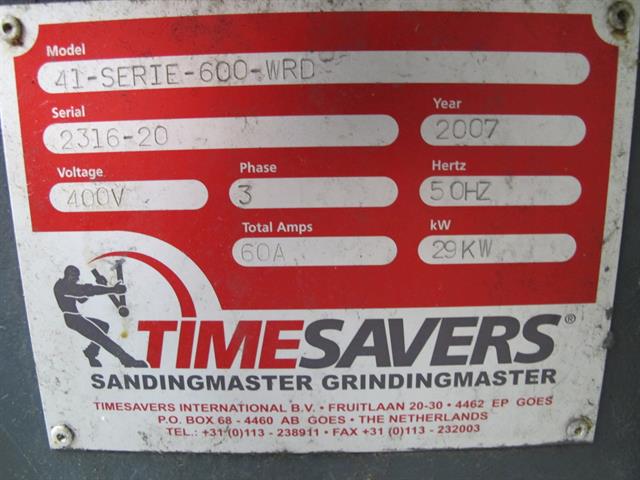 Model
41-SERIE-600-WRD
Serial
2316-20
Year
2007
Voltage
400V
Phase
3
Hertz
50HZ
Total Amps
60A
kW
29KW
TIMESAVERS®
SANDINGMASTER GRINDINGMASTER
TIMESAVERS INTERNATIONAL B.V. • FRUITLAAN 20-30 • 4462 EP GOES
P.O. BOX 68 - 4460 AB GOES • THE NETHERLANDS
TEL.: +31 (0)113 - 238911 • FAX +31 (0)113 - 232003